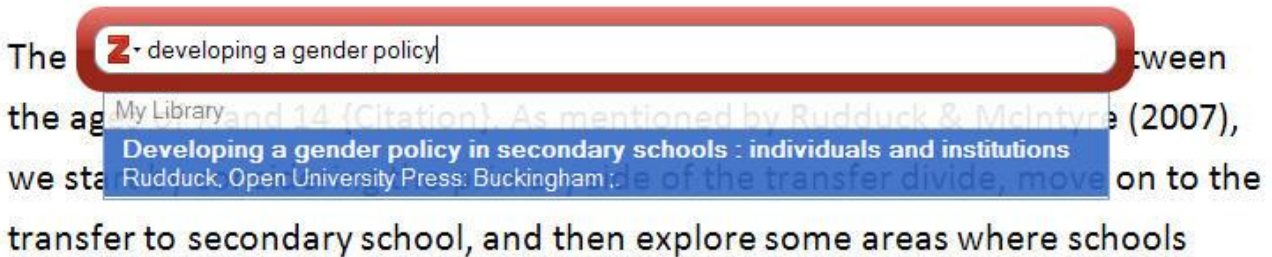 The Z developing a gender policy tween
My Library
the ag and 14 {Citation}. As mentioned by Rudduck & McIntyre (2007),
Developing a gender policy in secondary schools : individuals and institutions
we sta of the transfer divide, move on to the
Rudduck, Open University Press; Buckingham ;.
transfer to secondary school, and then explore some areas where schools